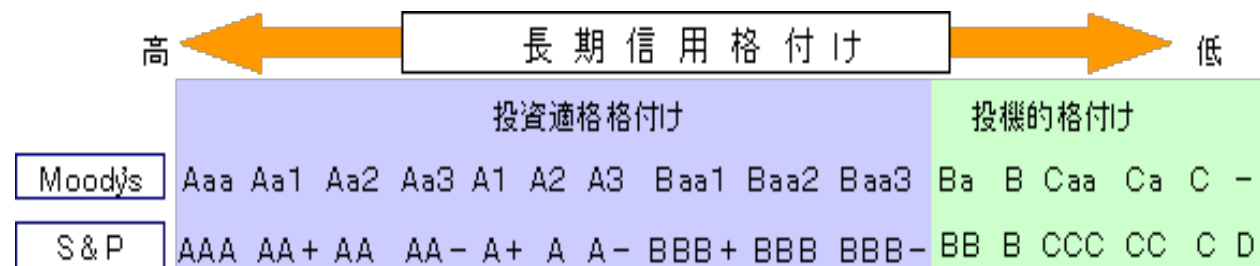 高 長期信用格付け 低
投資適格格付け 投機的格付け
Moody's Aaa Aa1 Aa2 Aa3 A1 A2 A3 Baa1 Baa2 Baa3 Ba B Caa Ca C -
S&P AAA AA+ AA AA- A+ A A- BBB+ BBB BBB- BB B CCC CC C D